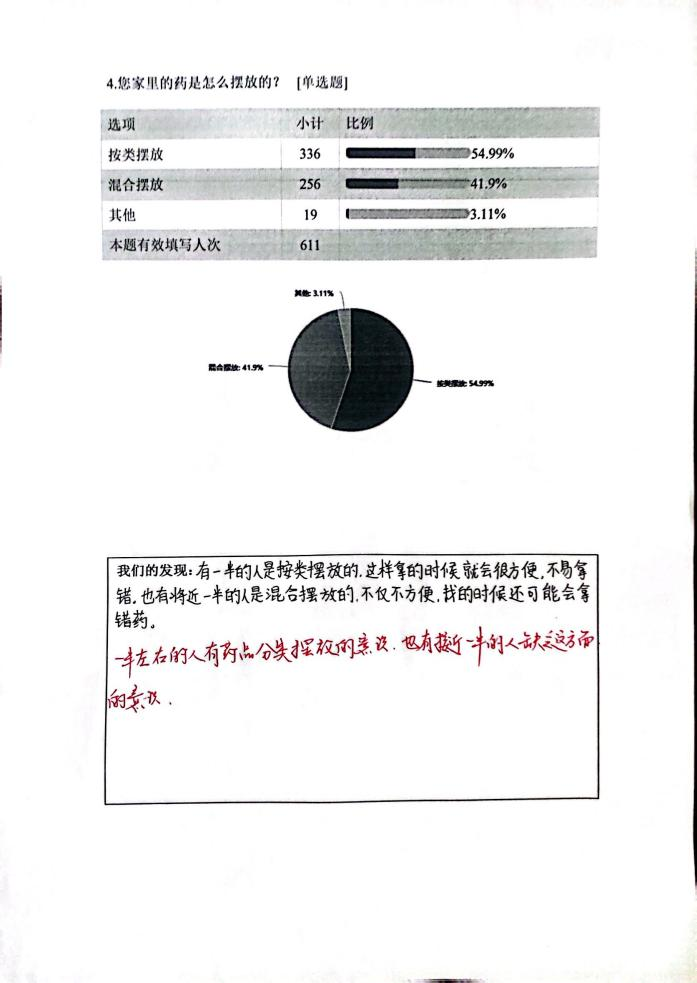 4.您家里的药是怎么摆放的？ [单选题]
选项 小计 比例
按类摆放 336 54.99%
混合摆放 256 41.9%
其他 19 3.11%
本题有效填写人次 611
其他: 3.11%
混合摆放: 41.9%
按类摆放: 54.99%
我们的发现：有一半的人是按类摆放的,这样拿的时候就会很方便,不易拿
错,也有将近一半的人是混合摆放的,不仅不方便,找的时候还可能会拿
错药。
一半左右的人有药品分类摆放的意识,也有接近一半的人缺乏这方面
的意识.